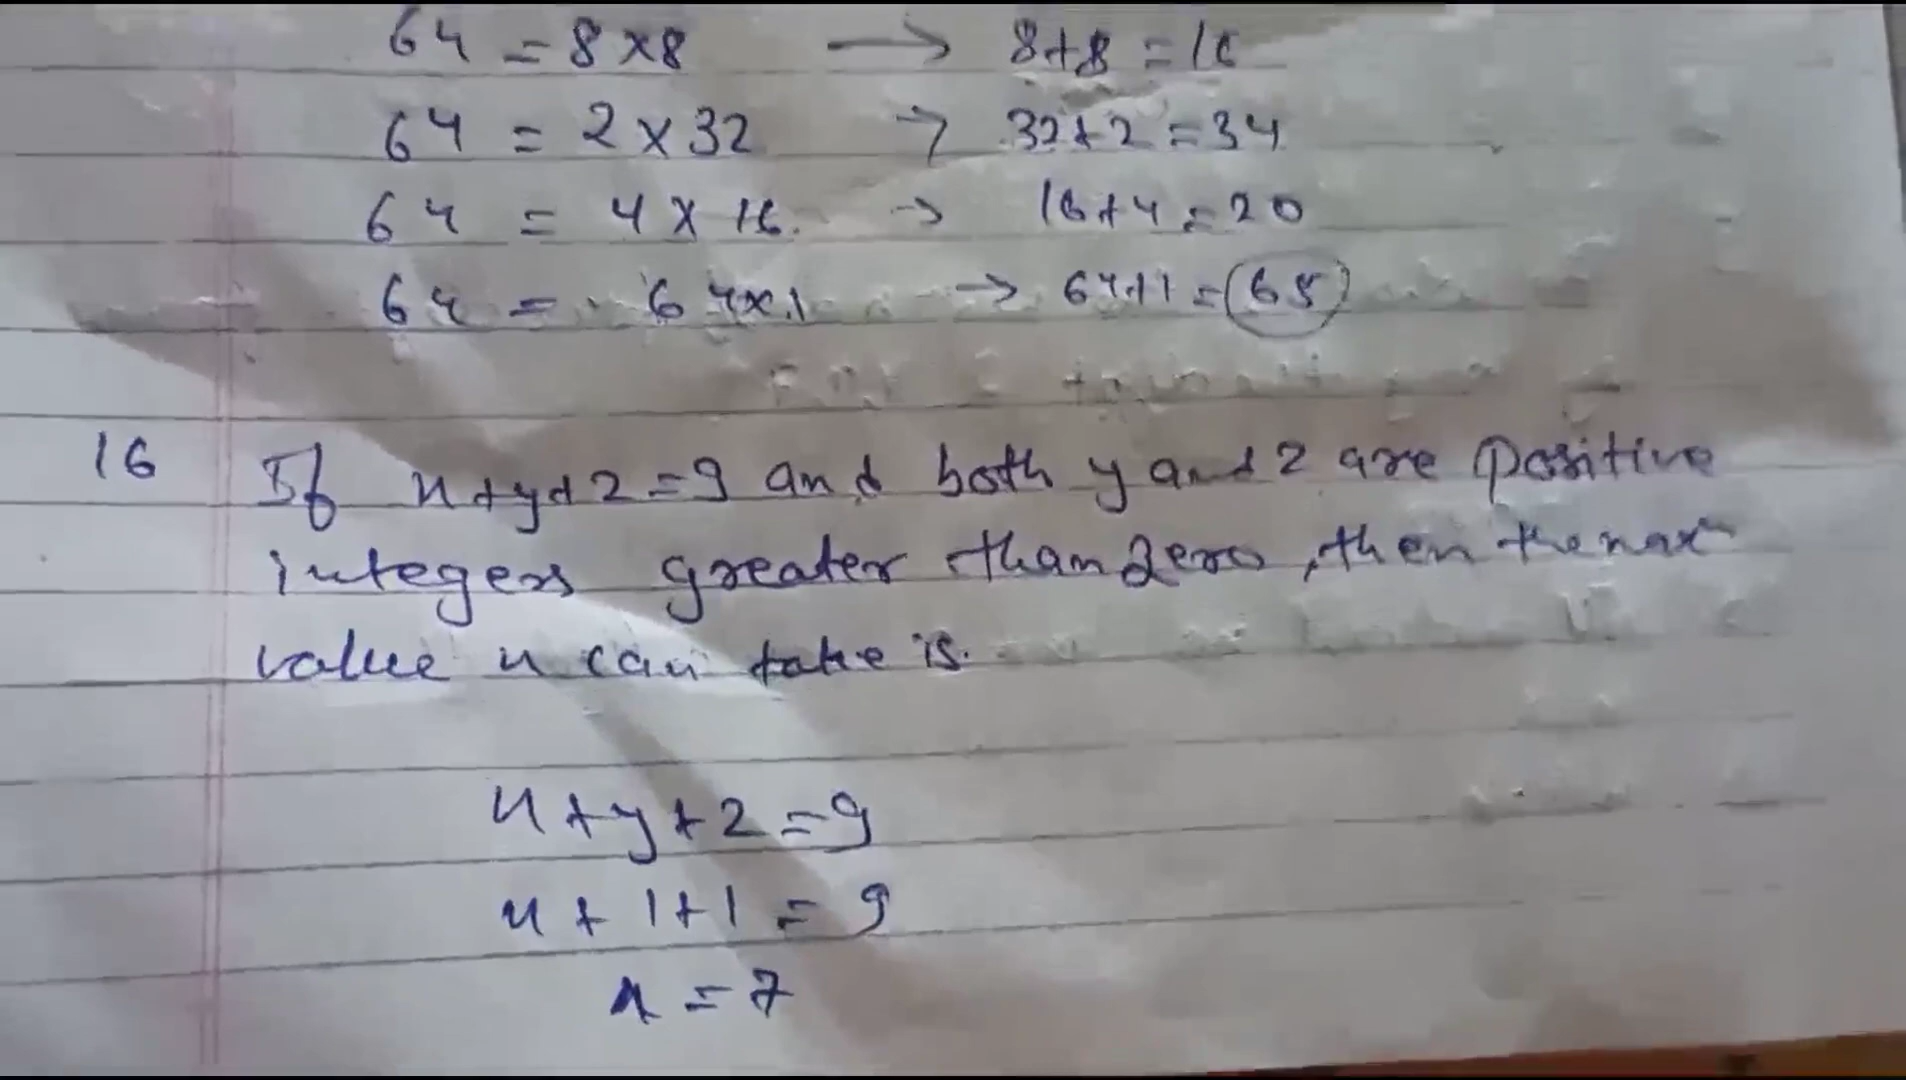 64 = 8×8 → 8+8 = 16
64 = 2×32 → 32+2 = 34
64 = 4×16. → 16+4 = 20
64 = 64×1 → 64+1 = 65
16 If x+y+z=9 and both y and z are positive
integers greater than zero, then the max
value x can take is.
x+y+z=9
x+1+1=9
x=7